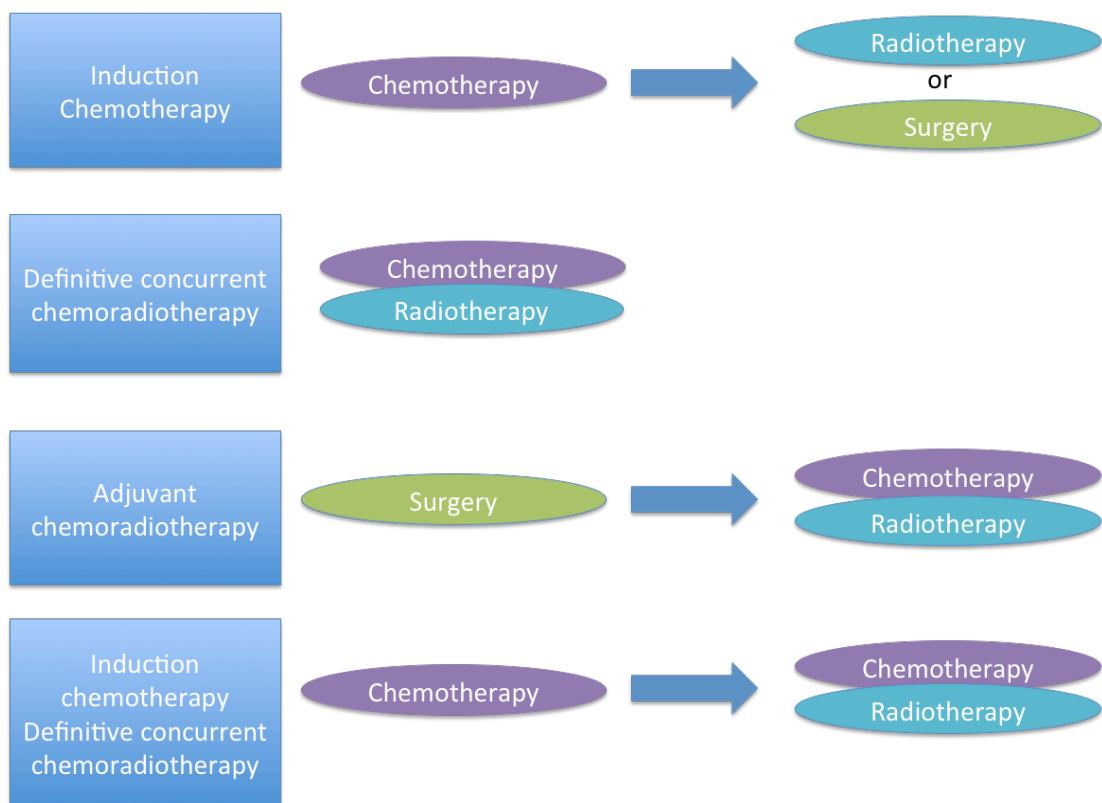 Induction
Chemotherapy
Chemotherapy
Radiotherapy
or
Surgery
Definitive concurrent
chemoradiotherapy
Chemotherapy
Radiotherapy
Adjuvant
chemoradiotherapy
Surgery
Chemotherapy
Radiotherapy
Induction
chemotherapy
Definitive concurrent
chemoradiotherapy
Chemotherapy
Chemotherapy
Radiotherapy